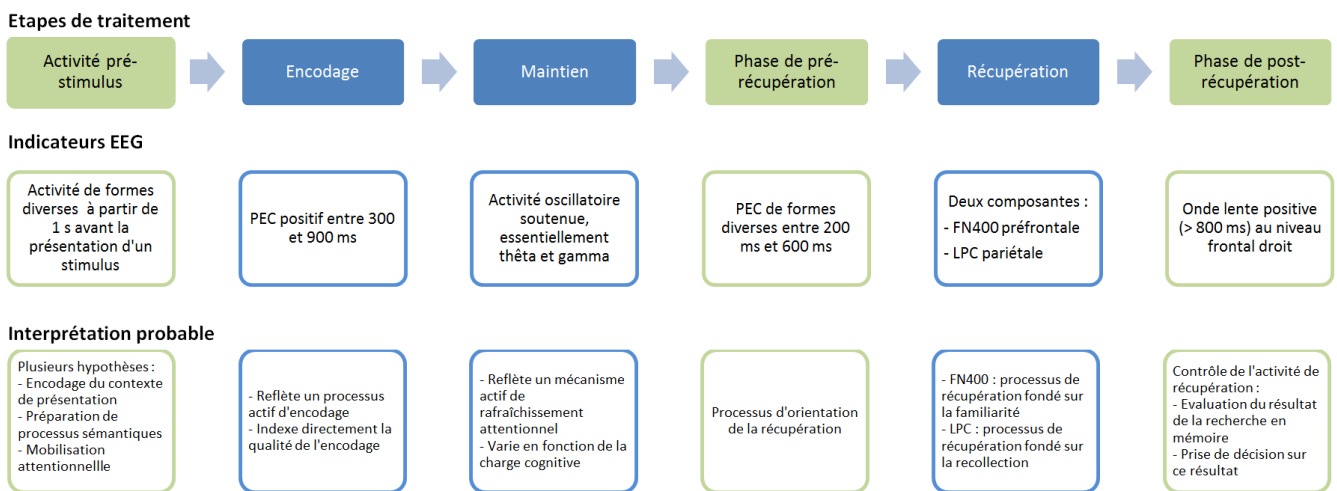 Etapes de traitement
Activité pré-
stimulus
Encodage
Maintien
Phase de pré-
récupération
Récupération
Phase de post-
récupération
Indicateurs EEG
Activité de formes
diverses à partir de
1 s avant la
présentation d'un
stimulus
PEC positif entre 300
et 900 ms
Activité oscillatoire
soutenue,
essentiellement
thêta et gamma
PEC de formes
diverses entre 200
ms et 600 ms
Deux composantes :
- FN400 préfrontale
- LPC pariétale
Onde lente positive
(> 800 ms) au niveau
frontal droit
Interprétation probable
Plusieurs hypothèses :
- Encodage du contexte
de présentation
- Préparation de
processus sémantiques
- Mobilisation
attentionnellle
- Reflète un processus
actif d'encodage
- Indexe directement la
qualité de l'encodage
- Reflète un mécanisme
actif de
rafraîchissement
attentionnel
- Varie en fonction de la
charge cognitive
Processus d'orientation
de la récupération
- FN400 : processus de
récupération fondé sur
la familiarité
- LPC : processus de
récupération fondé sur
la recollection
Contrôle de l'activité de
récupération :
- Evaluation du résultat
de la recherche en
mémoire
- Prise de décision sur
ce résultat